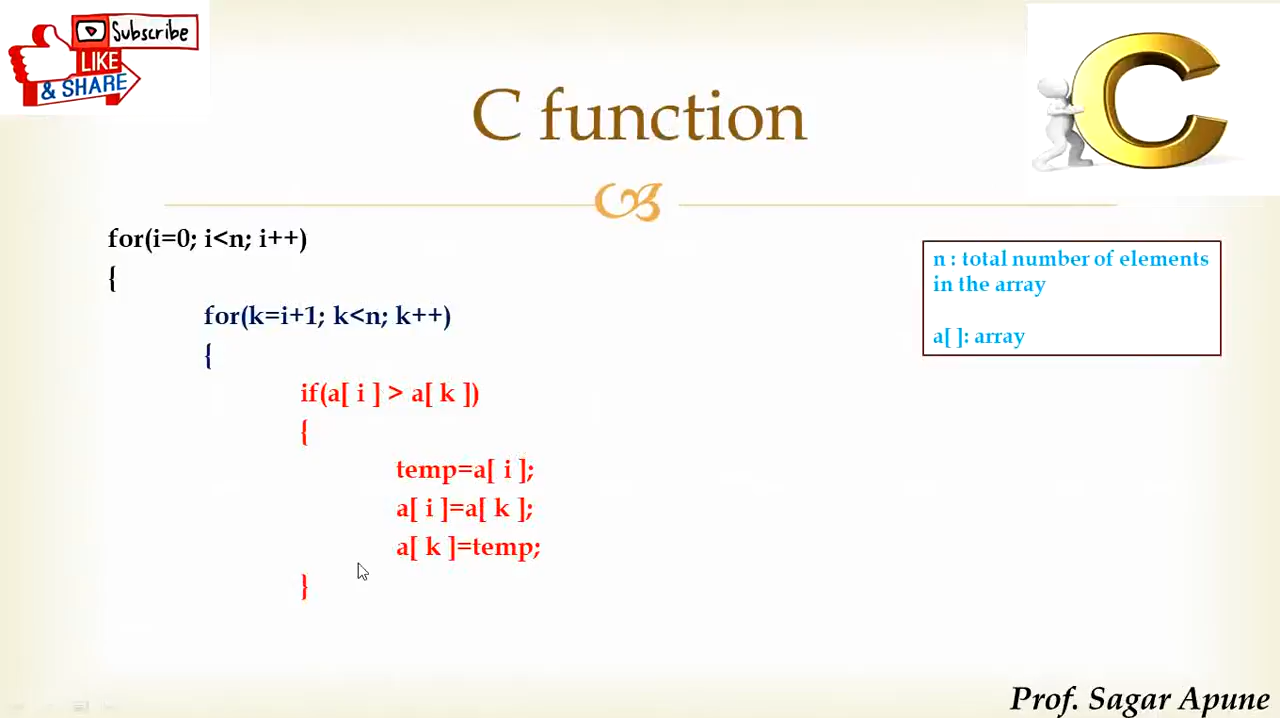 Subscribe
LIKE
& SHARE
C
C function
for(i=0; i<n; i++)
{
for(k=i+1; k<n; k++)
{
if(a[ i ] > a[ k ])
{
temp=a[ i ];
a[ i ]=a[ k ];
a[ k ]=temp;
}
n : total number of elements
in the array
a[ ]: array
Prof. Sagar Apune